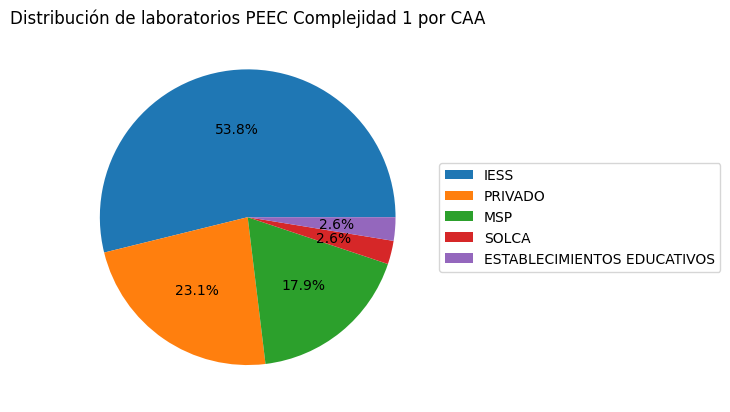 Distribución de laboratorios PEEC Complejidad 1 por CAA
53.8%
23.1%
17.9%
2.6%
2.6%
IESS
PRIVADO
MSP
SOLCA
ESTABLECIMIENTOS EDUCATIVOS